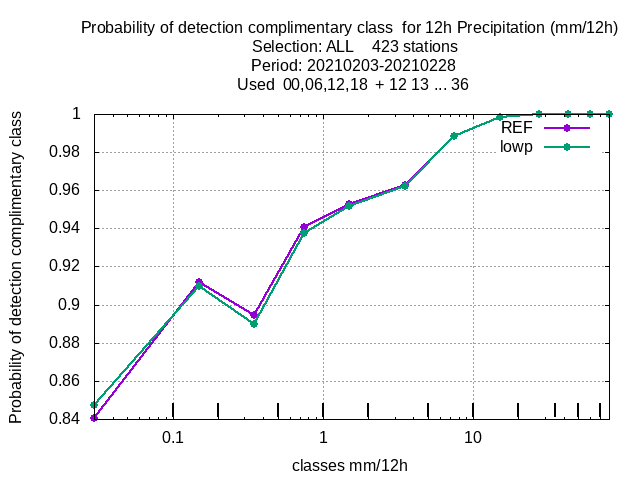 Probability of detection complimentary class  for 12h Precipitation (mm/12h)
Selection: ALL    423 stations
Period: 20210203-20210228
Used  00,06,12,18  + 12 13 ... 36
Probability of detection complimentary class
1
0.98
0.96
0.94
0.92
0.9
0.88
0.86
0.84
REF
lowp
0.1
1
10
classes mm/12h